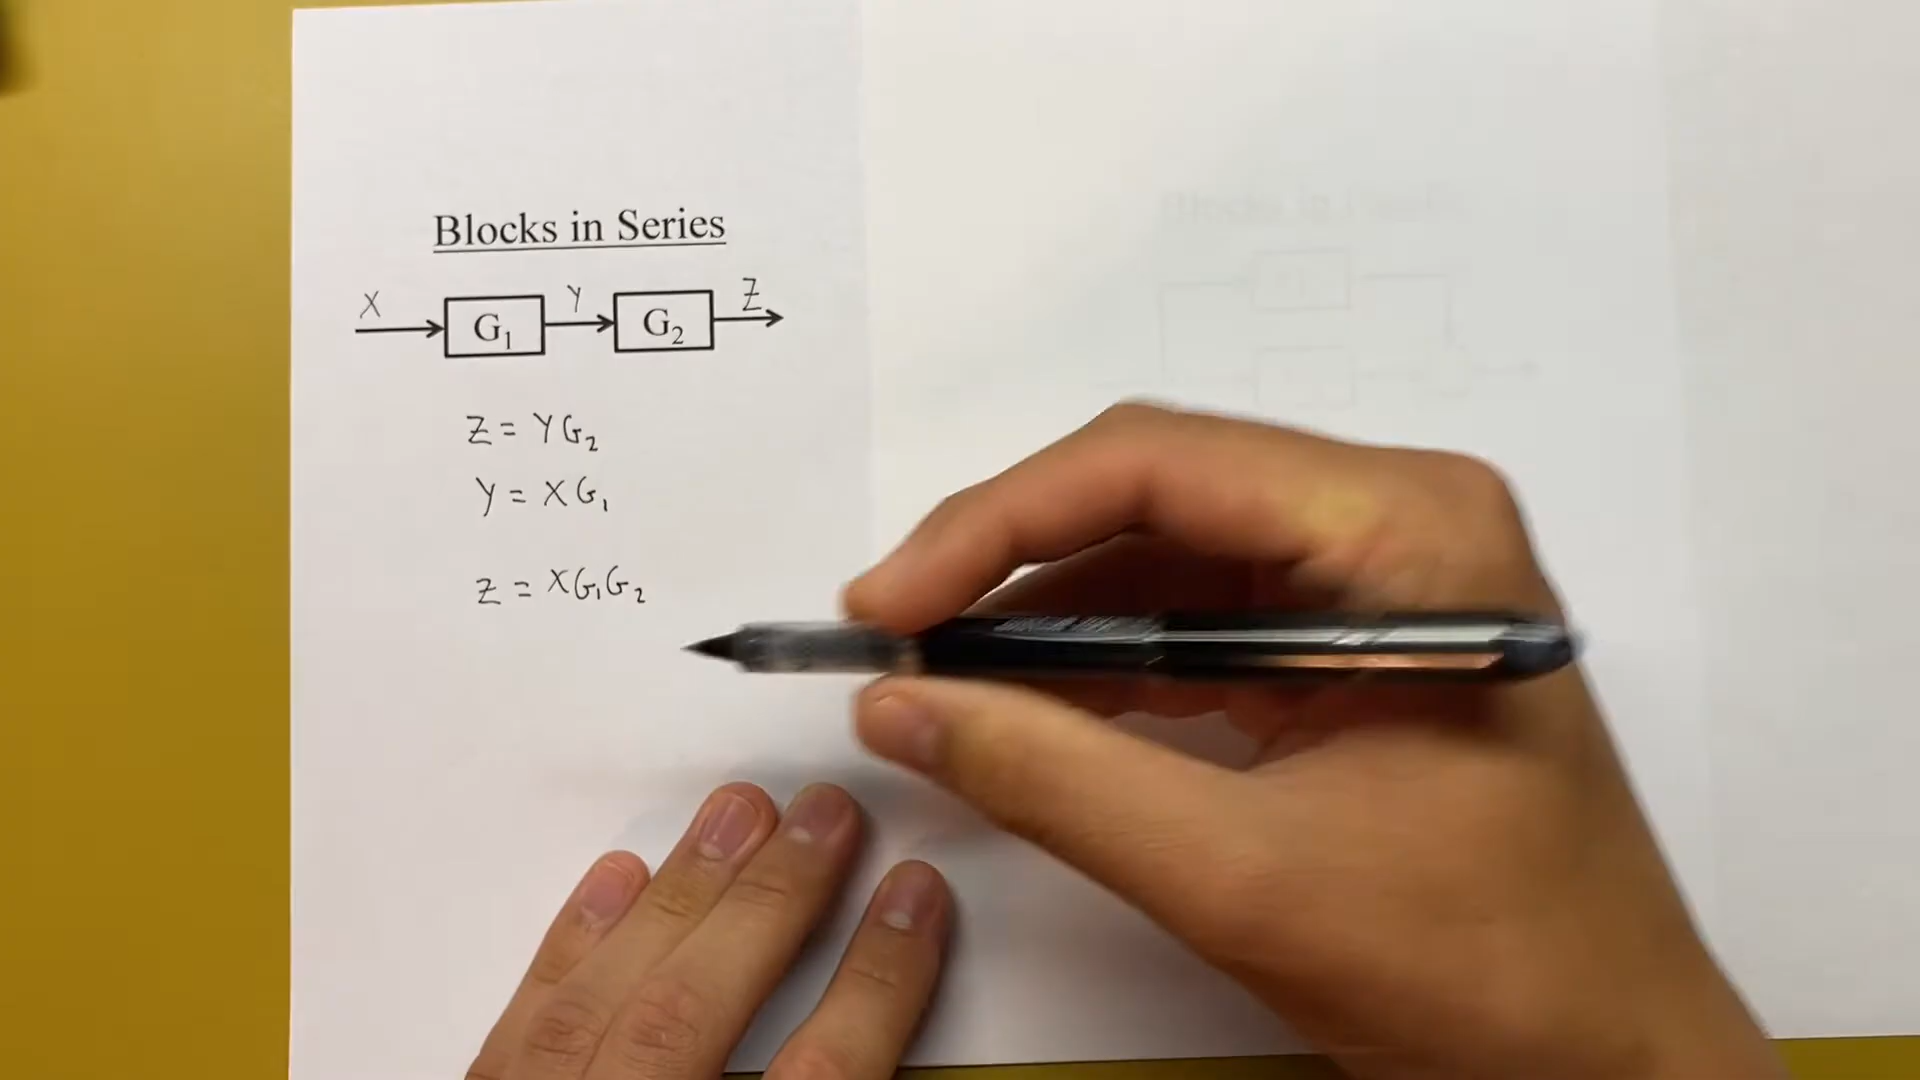 Blocks in Series
X G₁ Y G₂ Z
Z = YG₂
Y = XG₁
Z = XG₁G₂